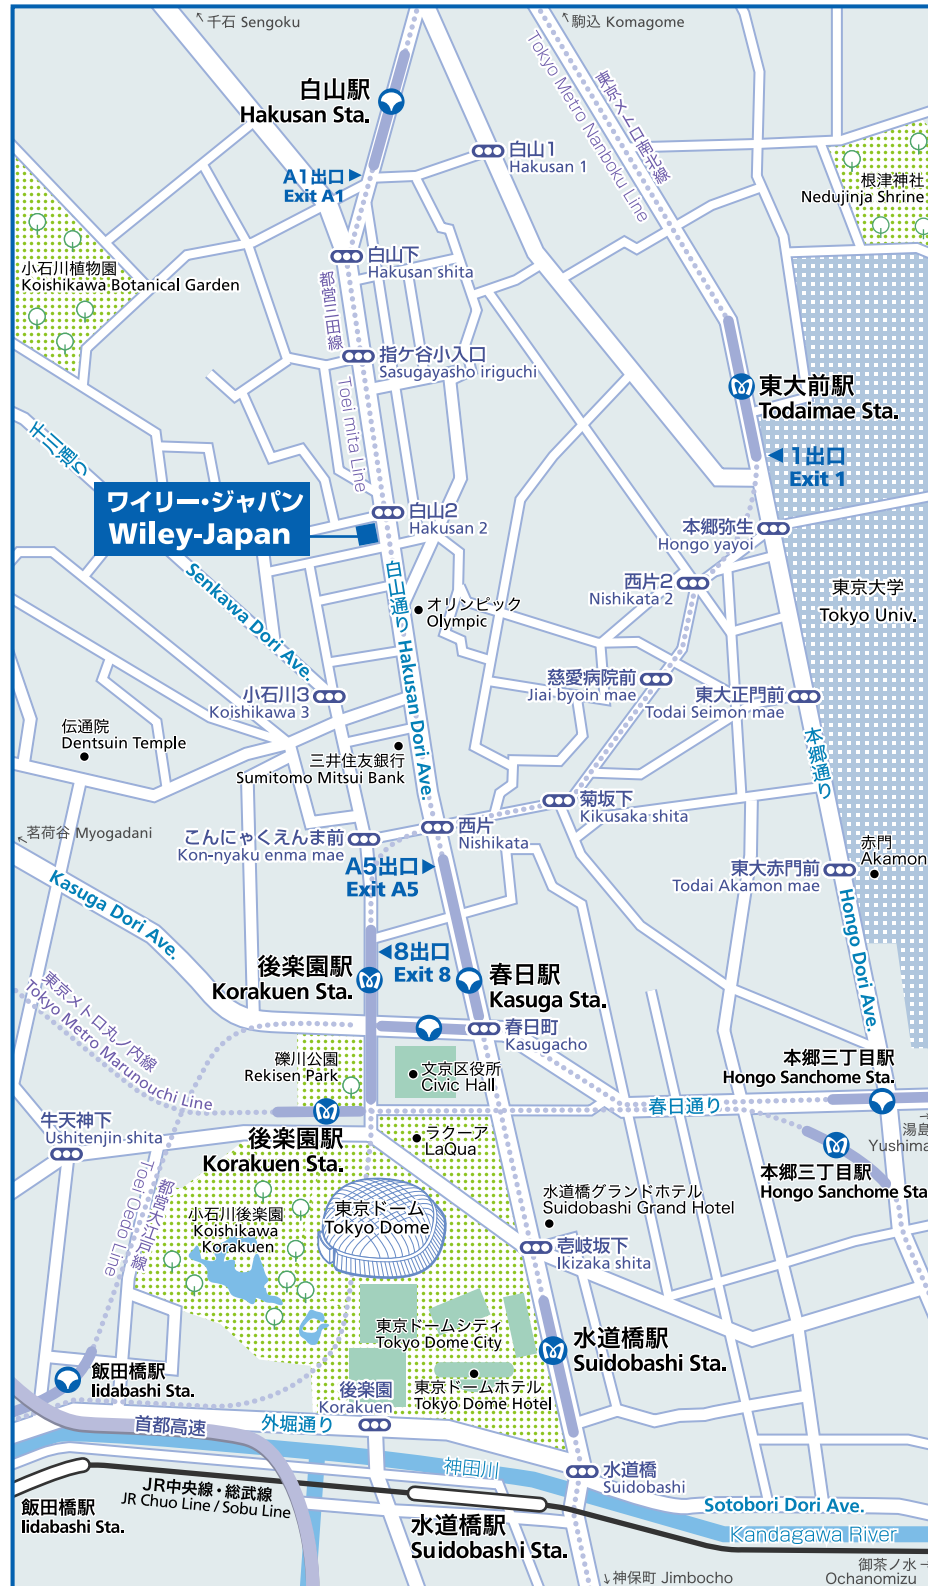 千石 Sengoku
駒込 Komagome
白山駅
Hakusan Sta.
東京メトロ南北線
Tokyo Metro Nanboku Line
白山1
Hakusan 1
A1出口
Exit A1
根津神社
Nedujinja Shrine
白山下
Hakusan shita
小石川植物園
Koishikawa Botanical Garden
都営三田線
Toei mita Line
指ケ谷小入口
Sasugayasho iriguchi
東大前駅
Todaimae Sta.
千川通り
1出口
Exit 1
ワイリー・ジャパン
Wiley-Japan
白山2
Hakusan 2
本郷弥生
Hongo yayoi
西片2
Nishikata 2
東京大学
Tokyo Univ.
Senkawa Dori Ave.
白山通り Hakusan Dori Ave.
オリンピック
Olympic
慈愛病院前
Jiai byoin mae
小石川3
Koishikawa 3
東大正門前
Todai Seimon mae
伝通院
Dentsuin Temple
三井住友銀行
Sumitomo Mitsui Bank
本郷通り
菊坂下
Kikusaka shita
茗荷谷 Myogadani
こんにゃくえんま前
Kon-nyaku enma mae
西片
Nishikata
赤門
Akamon
A5出口
Exit A5
東大赤門前
Todai Akamon mae
Kasuga Dori Ave.
Hongo Dori Ave.
8出口
Exit 8
後楽園駅
Korakuen Sta.
春日駅
Kasuga Sta.
東京メトロ丸ノ内線
Tokyo Metro Marunouchi Line
春日町
Kasugacho
礫川公園
Rekisen Park
文京区役所
Civic Hall
本郷三丁目駅
Hongo Sanchome Sta.
春日通り
牛天神下
Ushitenjin shita
後楽園駅
Korakuen Sta.
ラクーア
LaQua
湯島
Yushima
本郷三丁目駅
Hongo Sanchome Sta
都営大江戸線
Toei Oedo Line
小石川後楽園
Koishikawa
Korakuen
東京ドーム
Tokyo Dome
水道橋グランドホテル
Suidobashi Grand Hotel
壱岐坂下
Ikizaka shita
東京ドームシティ
Tokyo Dome City
水道橋駅
Suidobashi Sta.
飯田橋駅
Iidabashi Sta.
後楽園
Korakuen
東京ドームホテル
Tokyo Dome Hotel
首都高速
外堀通り
神田川
水道橋
Suidobashi
JR中央線・総武線
JR Chuo Line / Sobu Line
飯田橋駅
Iidabashi Sta.
水道橋駅
Suidobashi Sta.
Sotobori Dori Ave.
Kandagawa River
神保町 Jimbocho
御茶ノ水
Ochanomizu